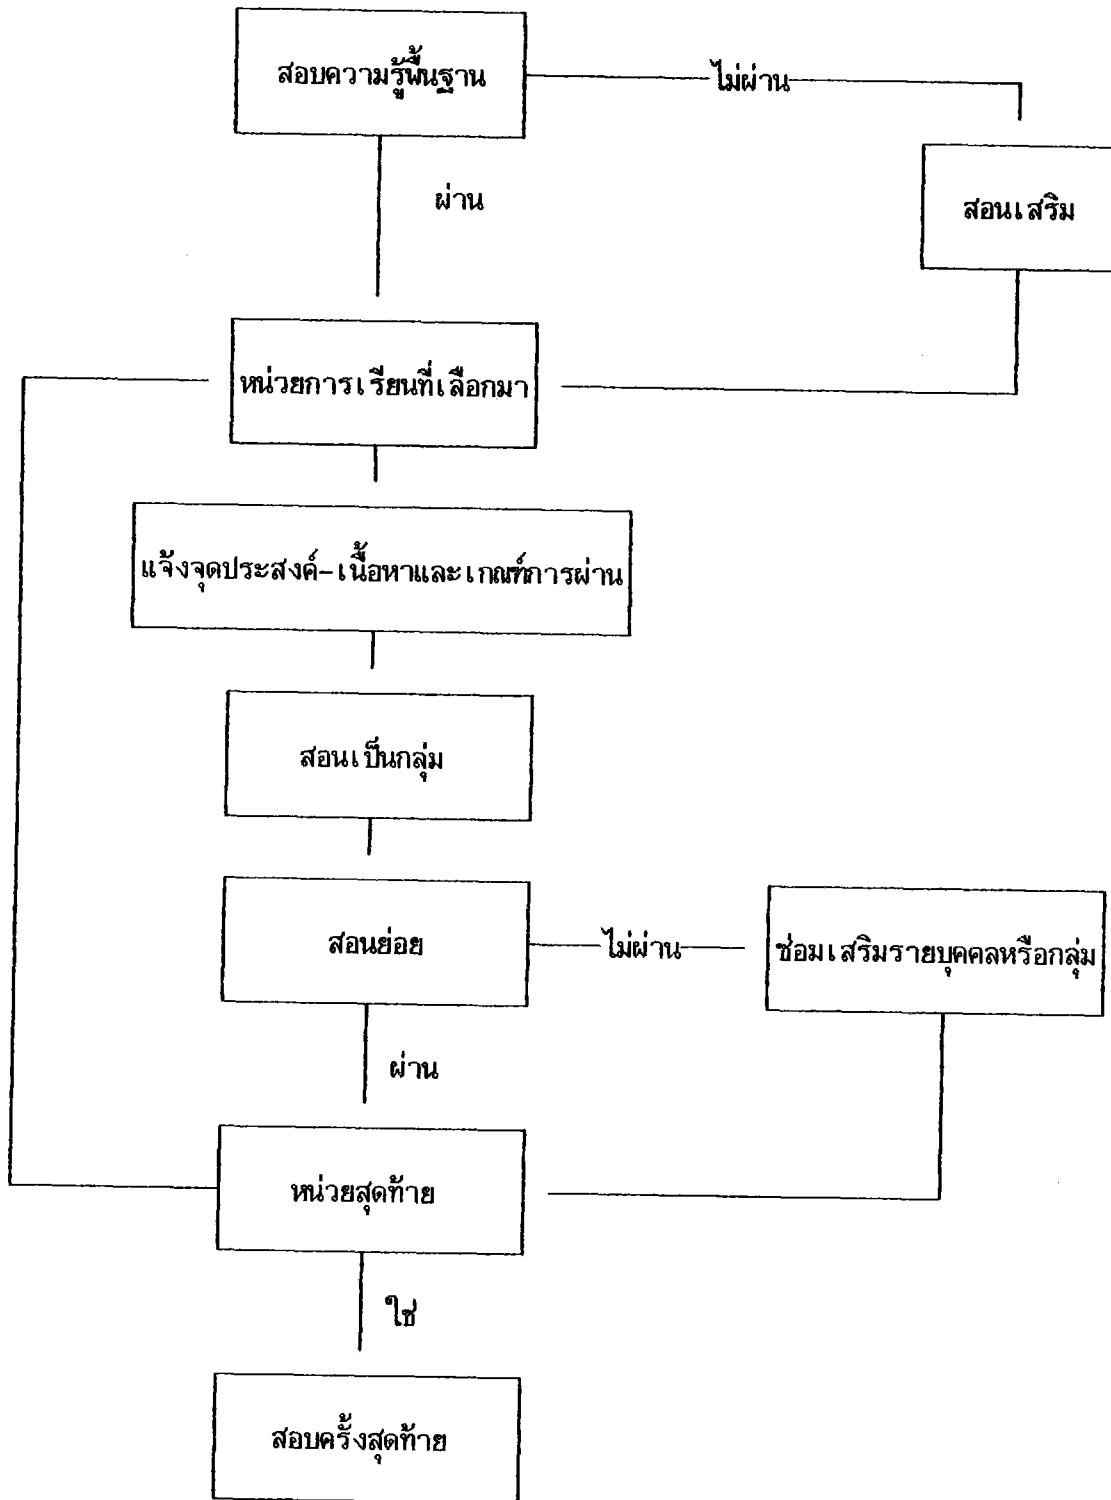 สอบความรู้พื้นฐาน
ไม่ผ่าน
ผ่าน
สอนเสริม
หน่วยการเรียนที่เลือกมา
แจ้งจุดประสงค์-เนื้อหาและเกณฑ์การผ่าน
สอนเป็นกลุ่ม
สอนย่อย
ไม่ผ่าน
ซ่อมเสริมรายบุคคลหรือกลุ่ม
ผ่าน
หน่วยสุดท้าย
ใช่
สอบครั้งสุดท้าย